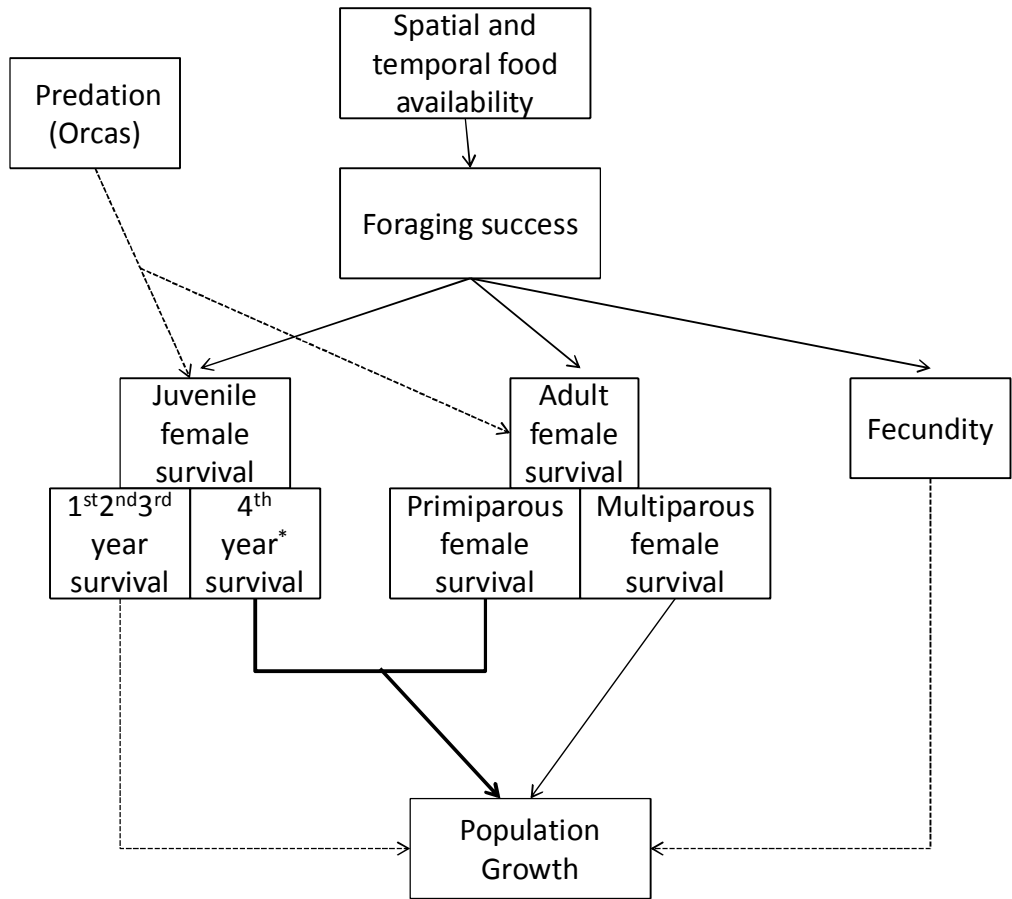 Spatial and
temporal food
availability
Predation
(Orcas)
Foraging success
Juvenile
female
survival
Adult
female
survival
Fecundity
1st2nd3rd
year
survival
4th
year*
survival
Primiparous
female
survival
Multiparous
female
survival
Population
Growth